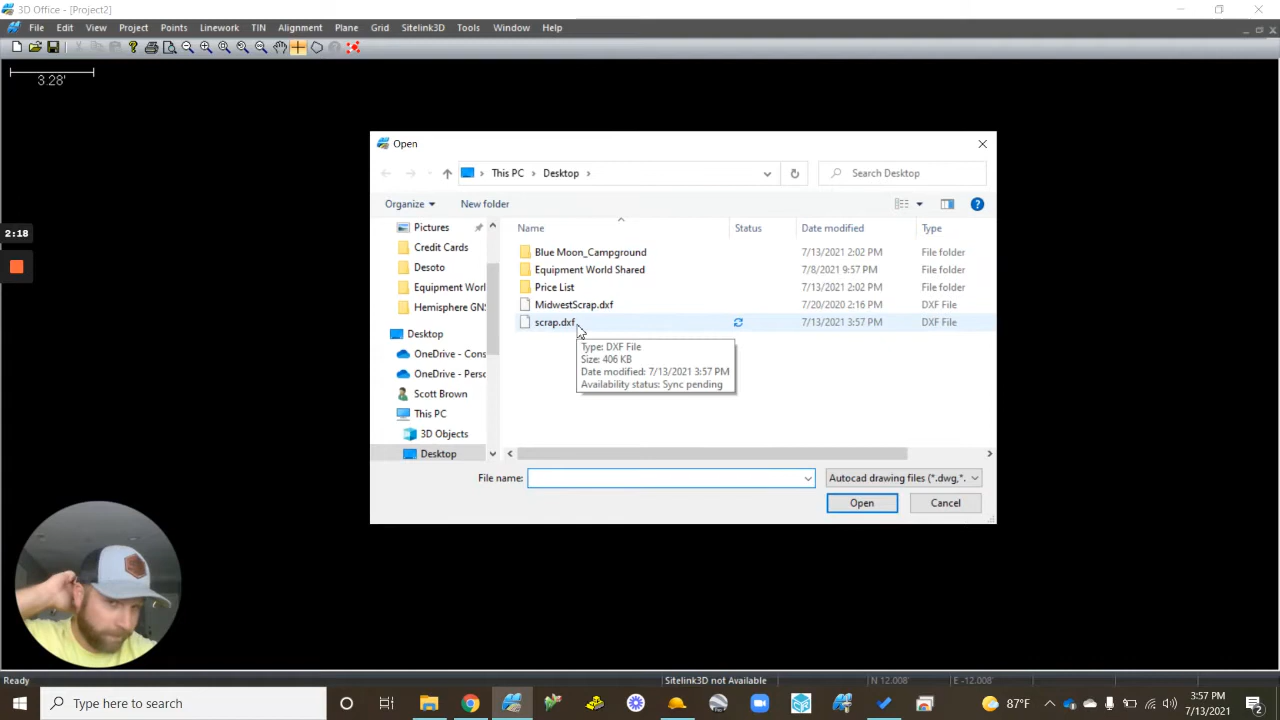 3D Office - [Project2]
File Edit View Project Points Linework TIN Alignment Plane Grid Sitelink3D Tools Window Help
3.28'
Open
This PC Desktop
Search Desktop
Organize New folder
Pictures
Credit Cards
Desoto
Equipment Worl
Hemisphere GN
Desktop
OneDrive - Cons
OneDrive - Perso
Scott Brown
This PC
3D Objects
Desktop
Name Status Date modified Type
Blue Moon_Campground 7/13/2021 2:02 PM File folder
Equipment World Shared 7/8/2021 9:57 PM File folder
Price List 7/13/2021 2:02 PM File folder
MidwestScrap.dxf 7/20/2020 2:16 PM DXF File
scrap.dxf 7/13/2021 3:57 PM DXF File
Type: DXF File
Size: 406 KB
Date modified: 7/13/2021 3:57 PM
Availability status: Sync pending
File name: Autocad drawing files (*.dwg,*.
Open Cancel
2:18
Ready Sitelink3D not Available N 12.008' E -12.008'
Type here to search
87°F
3:57 PM
7/13/2021
2